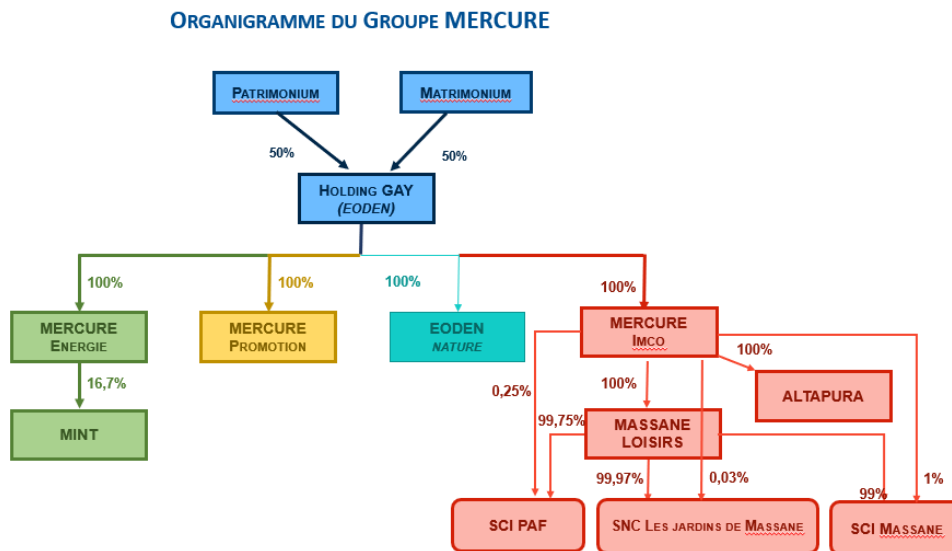 ORGANIGRAMME DU GROUPE MERCURE
PATRIMONIUM
MATRIMONIUM
50%
50%
HOLDING GAY
(EODEN)
100%
100%
100%
100%
MERCURE
ENERGIE
MERCURE
PROMOTION
EODEN
NATURE
MERCURE
IMCO
16,7%
0,25%
100%
100%
ALTAPURA
MINT
99,75%
MASSANE
LOISIRS
99,97%
0,03%
99%
1%
SCI PAF
SNC LES JARDINS DE MASSANE
SCI MASSANE